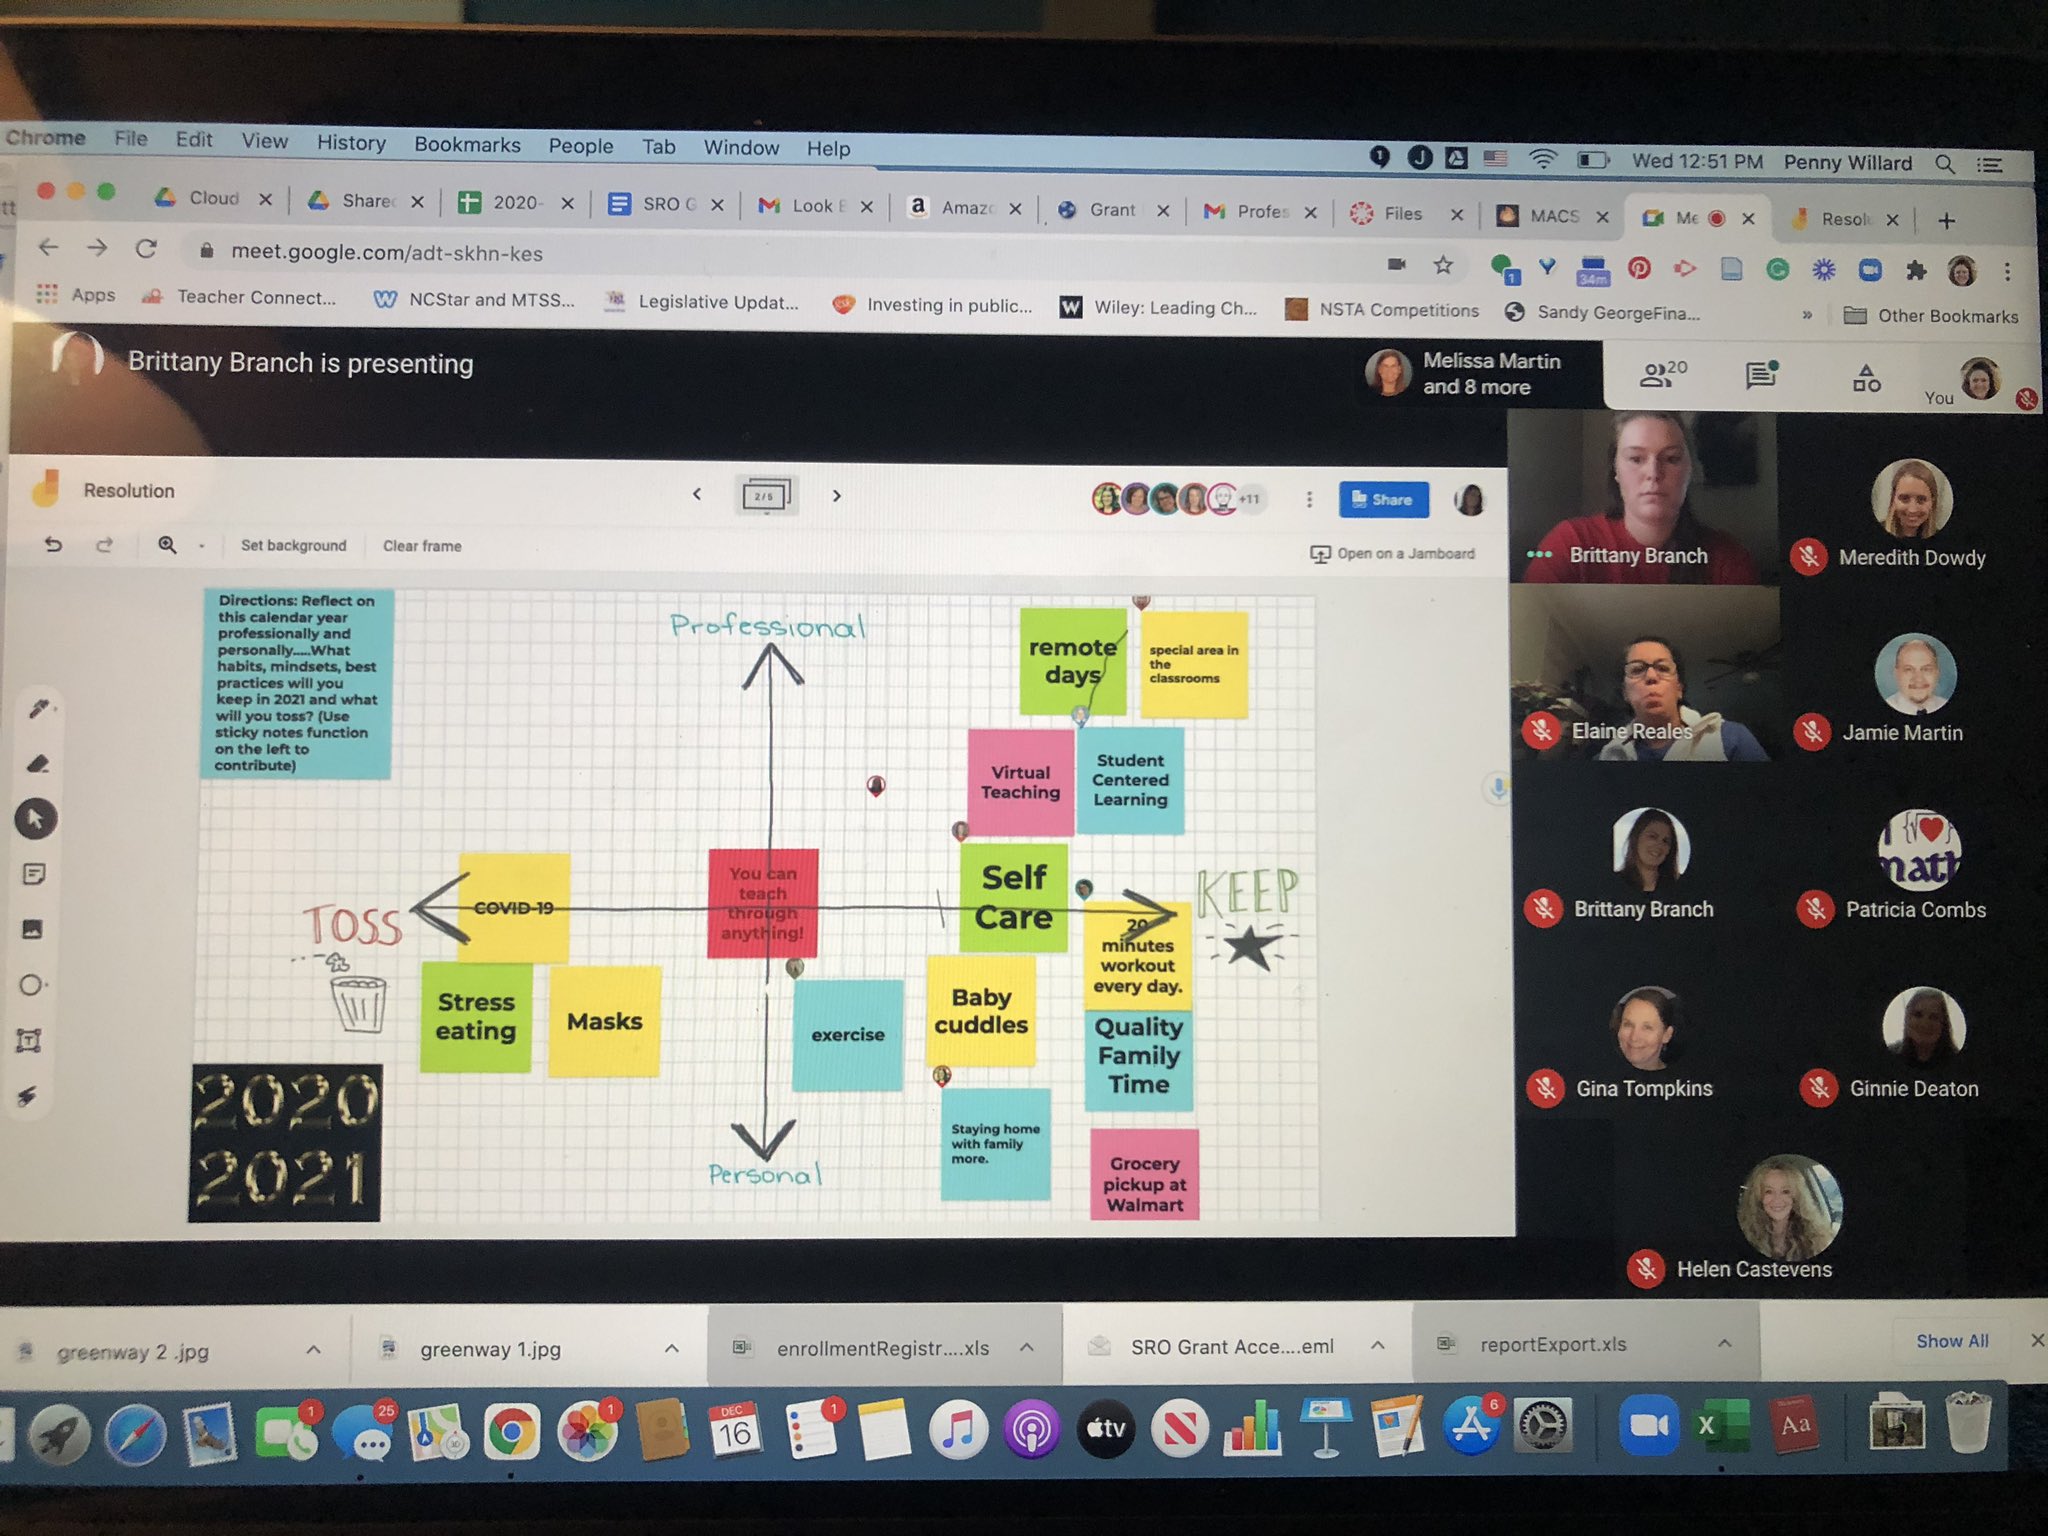 Chrome File Edit View History Bookmarks People Tab Window Help
Wed 12:51 PM Penny Willard
Cloud
Share
2020-
SRO G
Look
Amaz
Grant
Profes
Files
MACS
Me
Resol
meet.google.com/adt-skhn-kes
1
34m
Apps
Teacher Connect...
NCStar and MTSS...
Legislative Updat...
Investing in public...
Wiley: Leading Ch...
NSTA Competitions
Sandy GeorgeFina...
»
Other Bookmarks
Brittany Branch is presenting
Melissa Martin
and 8 more
20
You
Resolution
2/5
+11
Share
Set background
Clear frame
Open on a Jamboard
Directions: Reflect on
this calendar year
professionally and
personally.....What
habits, mindsets, best
practices will you
keep in 2021 and what
will you toss? (Use
sticky notes function
on the left to
contribute)
Professional
remote
days
special area in
the
classrooms
Virtual
Teaching
Student
Centered
Learning
TOSS
COVID-19
You can
teach
through
anything!
Self
Care
KEEP
20
minutes
workout
every day.
Stress
eating
Masks
exercise
Baby
cuddles
Quality
Family
Time
Staying home
with family
more.
Grocery
pickup at
Walmart
Personal
2020
2021
Brittany Branch
Meredith Dowdy
Elaine Reales
Jamie Martin
math
Brittany Branch
Patricia Combs
Gina Tompkins
Ginnie Deaton
Helen Castevens
greenway 2 .jpg
greenway 1.jpg
enrollmentRegistr....xls
SRO Grant Acce....eml
reportExport.xls
Show All
1
25
1
DEC
16
1
tv
6
X
Aa